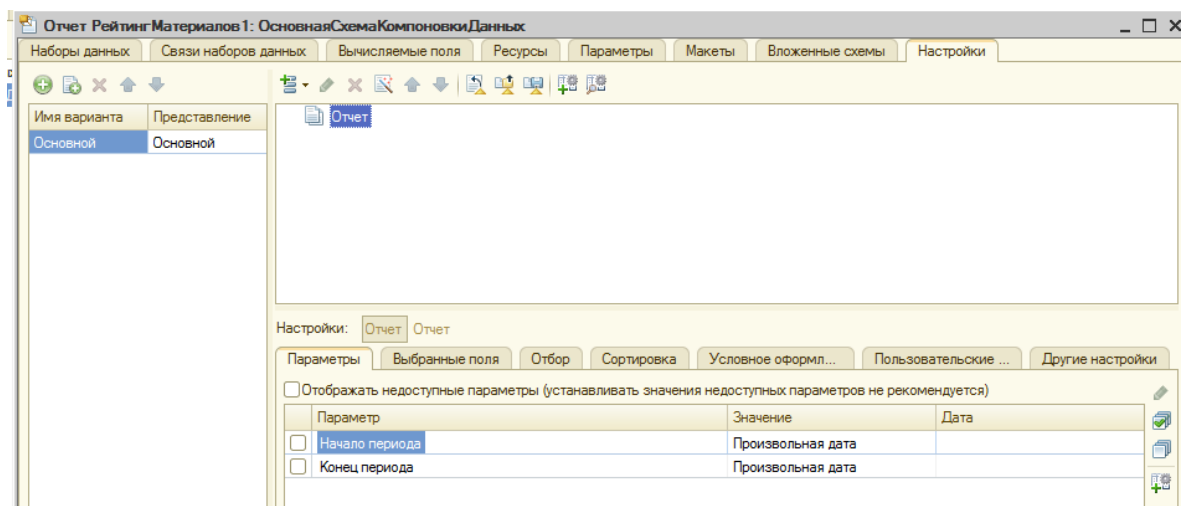 Отчет РейтингМатериалов1: ОсновнаяСхемаКомпоновкиДанных
Наборы данных Связи наборов данных Вычисляемые поля Ресурсы Параметры Макеты Вложенные схемы Настройки
Имя варианта Представление
Основной Основной
Отчет
Настройки: Отчет Отчет
Параметры Выбранные поля Отбор Сортировка Условное оформл... Пользовательские ... Другие настройки
Отображать недоступные параметры (устанавливать значения недоступных параметров не рекомендуется)
Параметр Значение Дата
Начало периода Произвольная дата
Конец периода Произвольная дата